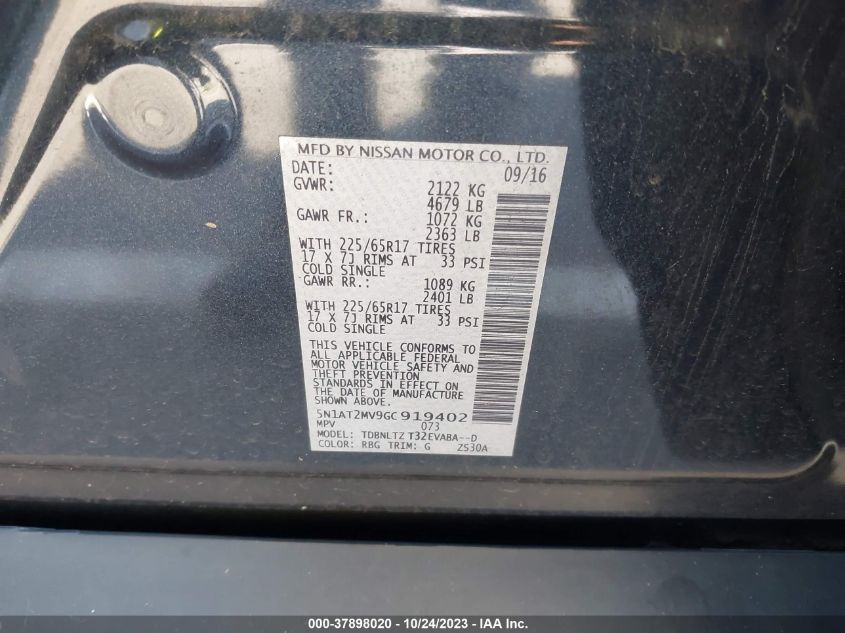 MFD BY NISSAN MOTOR CO., LTD.
DATE: 09/16
GVWR: 2122 KG
4679 LB
GAWR FR.: 1072 KG
2363 LB
WITH 225/65R17 TIRES
17 X 7J RIMS AT 33 PSI
COLD SINGLE
GAWR RR.: 1089 KG
2401 LB
WITH 225/65R17 TIRES
17 X 7J RIMS AT 33 PSI
COLD SINGLE
THIS VEHICLE CONFORMS TO
ALL APPLICABLE FEDERAL
MOTOR VEHICLE SAFETY AND
THEFT PREVENTION
STANDARDS IN EFFECT ON
THE DATE OF MANUFACTURE
SHOWN ABOVE.
5N1AT2MV9GC919402
MPV 073
MODEL: TDBNLTZ T32EVABA--D
COLOR: RBG TRIM: G ZS30A
000-37898020 - 10/24/2023 - IAA Inc.